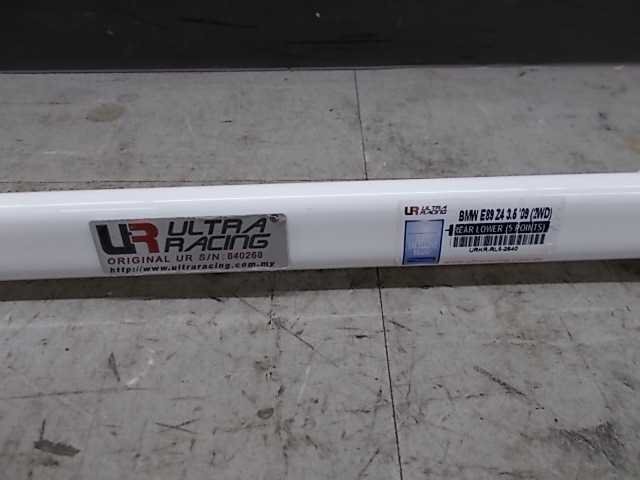 UR ULTRA RACING
ORIGINAL UR S/N: 840268
http://www.ultraracing.com.my
UR ULTRA RACING
BMW E89 Z4 3.5 '09 (2WD)
REAR LOWER (5 POINTS)